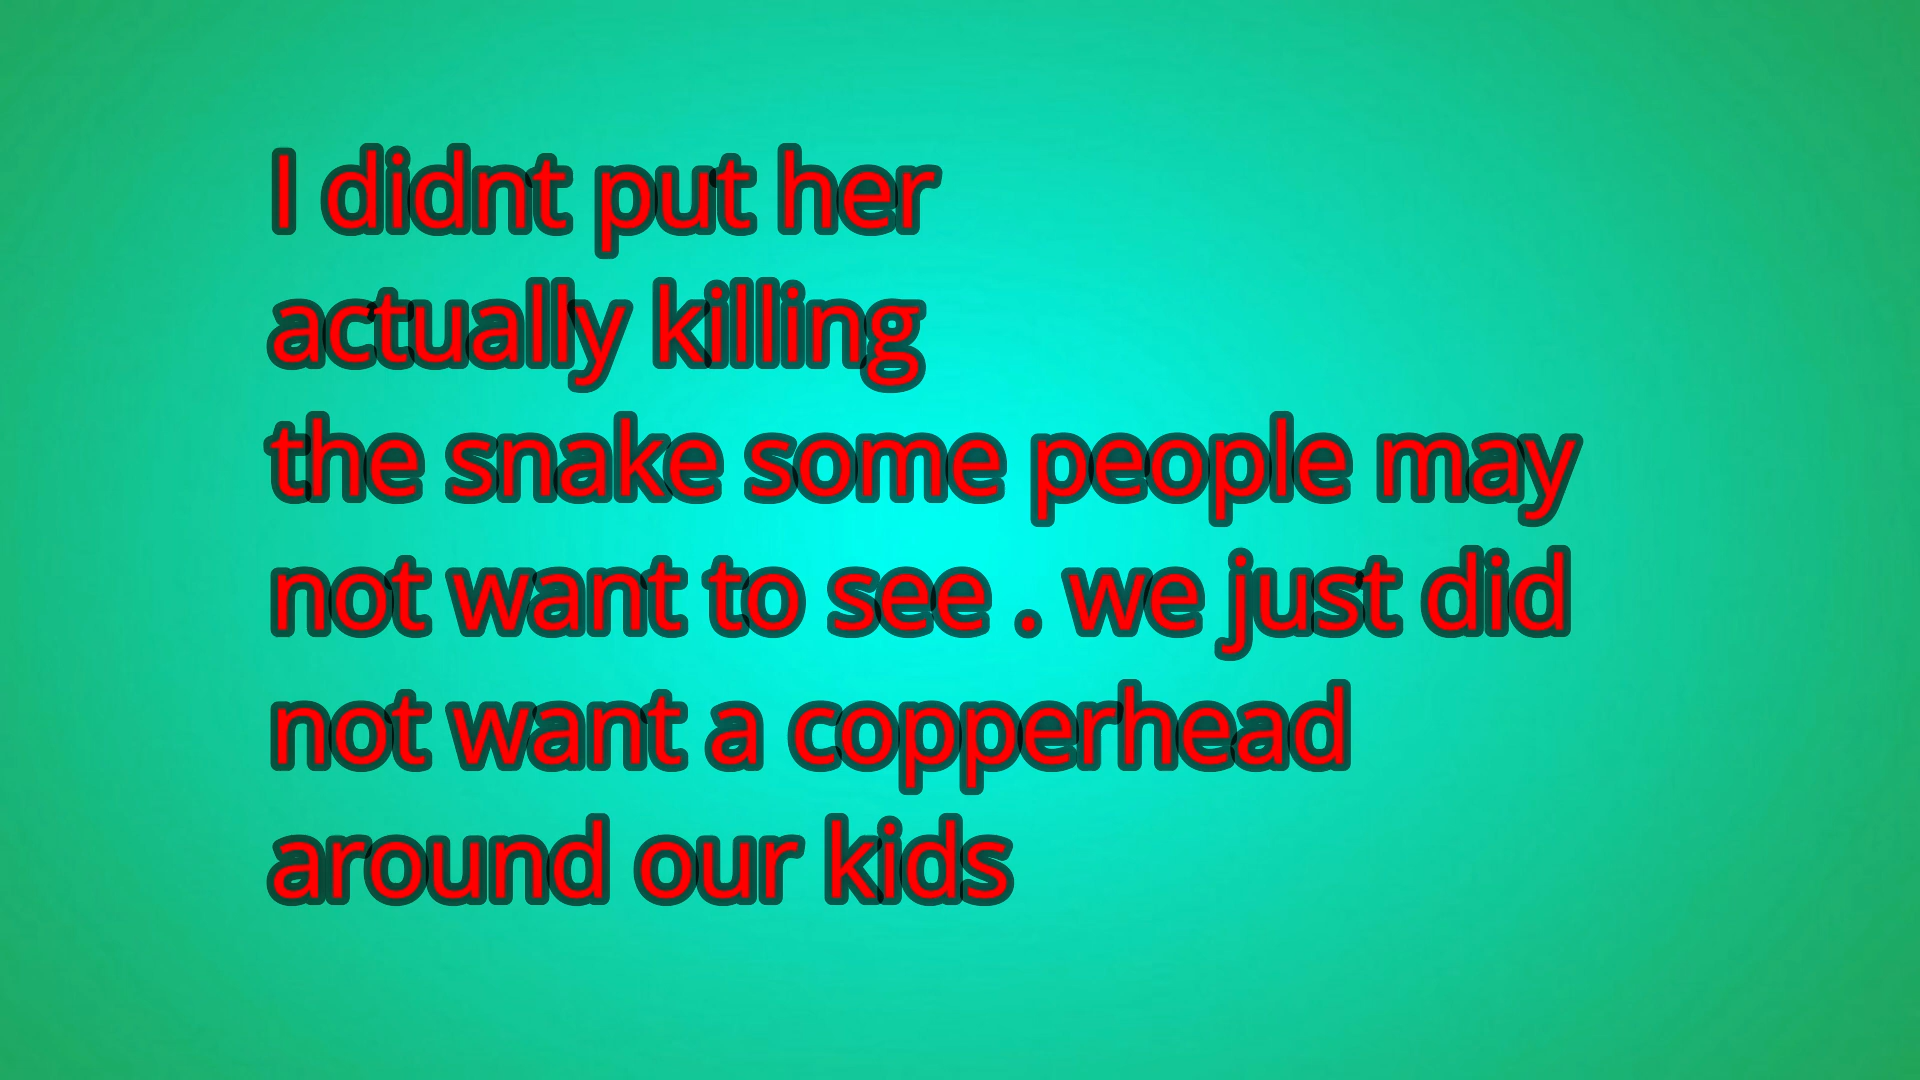 I didnt put her
actually killing
the snake some people may
not want to see . we just did
not want a copperhead
around our kids